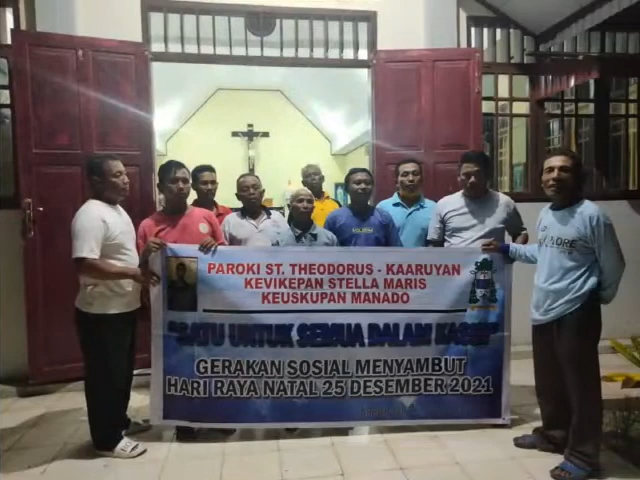 PAROKI ST. THEODORUS - KAARUYAN
KEVIKEPAN STELLA MARIS
KEUSKUPAN MANADO
"SATU UNTUK SEMUA DALAM KASIH"
GERAKAN SOSIAL MENYAMBUT
HARI RAYA NATAL 25 DESEMBER 2021